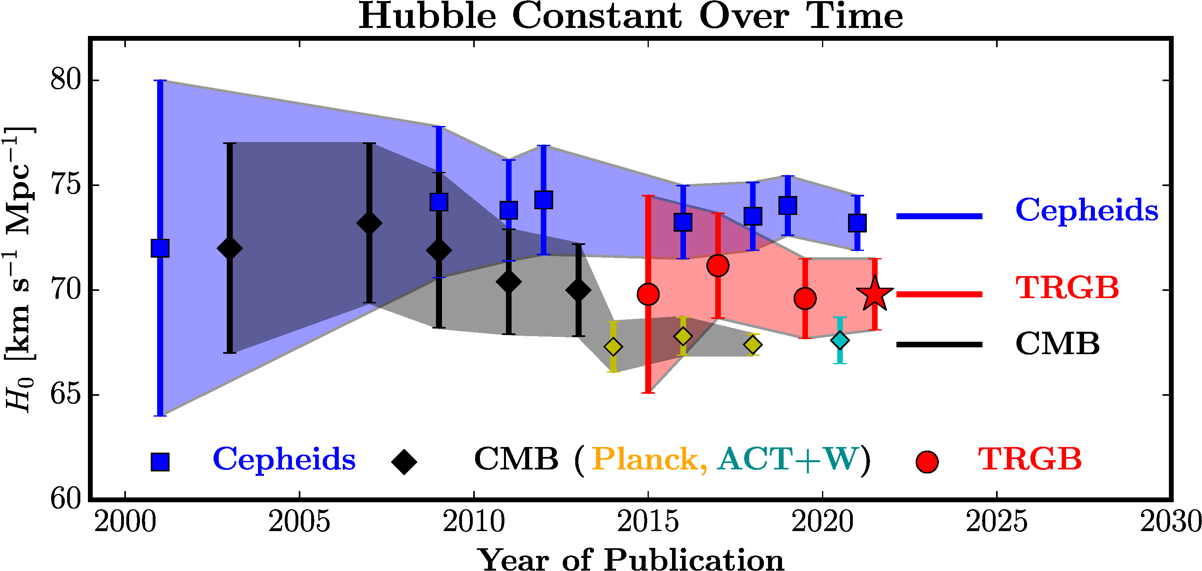 Hubble Constant Over Time
H₀ [km s⁻¹ Mpc⁻¹]
80
75
70
65
60
Cepheids
TRGB
CMB
Cepheids CMB (Planck, ACT+W) TRGB
2000 2005 2010 2015 2020 2025 2030
Year of Publication